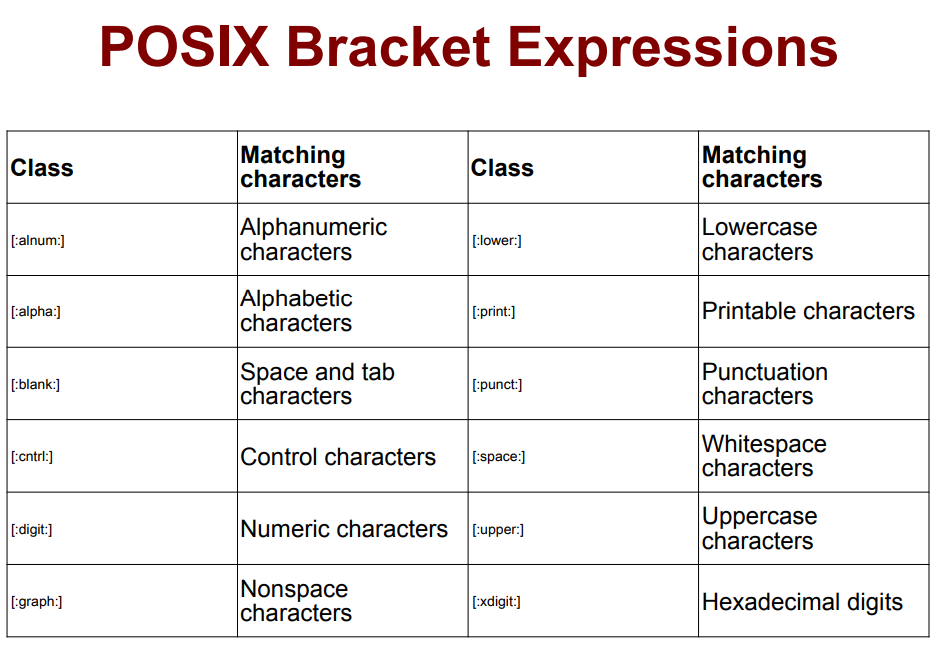 POSIX Bracket Expressions
Class
Matching
characters
Class
Matching
characters
[:alnum:]
Alphanumeric
characters
[:lower:]
Lowercase
characters
[:alpha:]
Alphabetic
characters
[:print:]
Printable characters
[:blank:]
Space and tab
characters
[:punct:]
Punctuation
characters
[:cntrl:]
Control characters
[:space:]
Whitespace
characters
[:digit:]
Numeric characters
[:upper:]
Uppercase
characters
[:graph:]
Nonspace
characters
[:xdigit:]
Hexadecimal digits